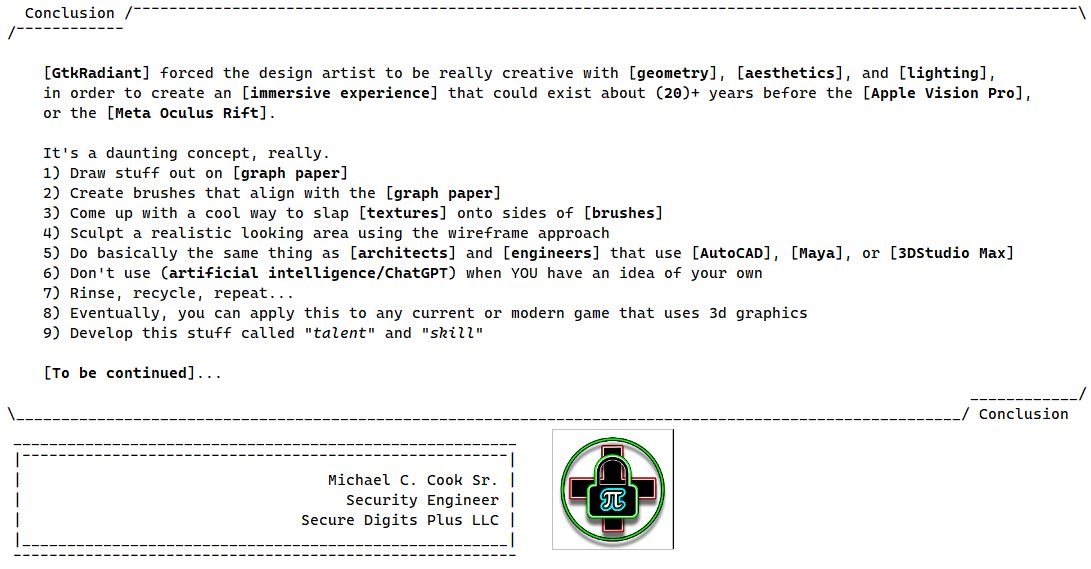 Conclusion
[GtkRadiant] forced the design artist to be really creative with [geometry], [aesthetics], and [lighting],
in order to create an [immersive experience] that could exist about (20)+ years before the [Apple Vision Pro],
or the [Meta Oculus Rift].
It's a daunting concept, really.
1) Draw stuff out on [graph paper]
2) Create brushes that align with the [graph paper]
3) Come up with a cool way to slap [textures] onto sides of [brushes]
4) Sculpt a realistic looking area using the wireframe approach
5) Do basically the same thing as [architects] and [engineers] that use [AutoCAD], [Maya], or [3DStudio Max]
6) Don't use (artificial intelligence/ChatGPT) when YOU have an idea of your own
7) Rinse, recycle, repeat...
8) Eventually, you can apply this to any current or modern game that uses 3d graphics
9) Develop this stuff called "talent" and "skill"
[To be continued]...
Conclusion
Michael C. Cook Sr.
Security Engineer
Secure Digits Plus LLC
π